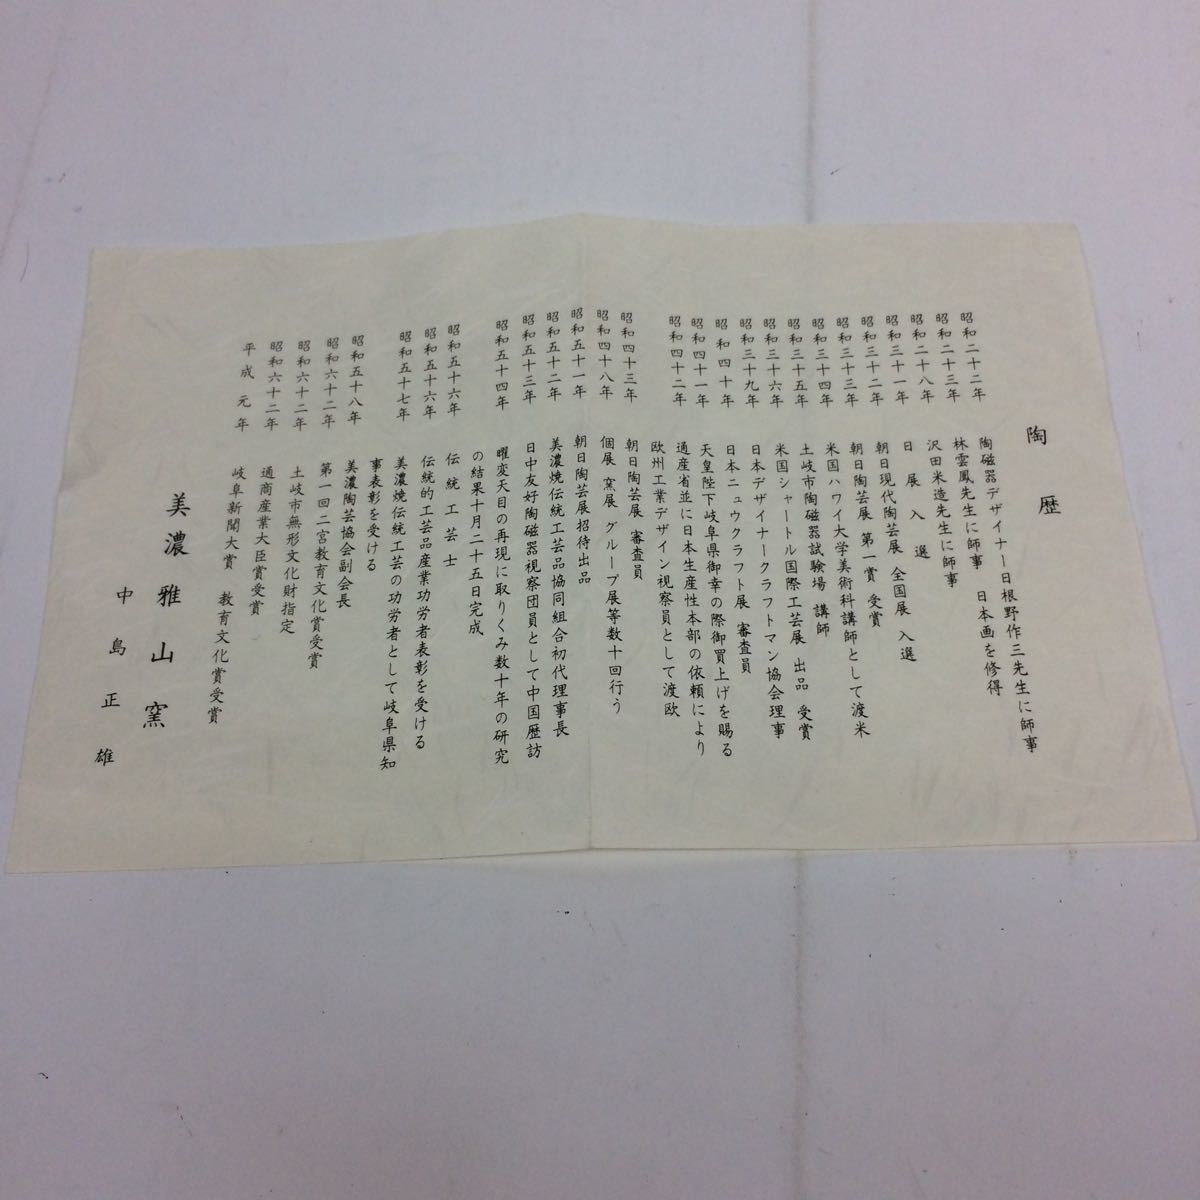 陶歴
昭和二十二年 陶磁器デザイナー日根野作三先生に師事
昭和二十三年 林雲鳳先生に師事 日本画を修得
昭和二十八年 沢田米造先生に師事
昭和三十一年 日展入選
昭和三十二年 朝日現代陶芸展 全国展 入選
昭和三十三年 朝日陶芸展 第一賞 受賞
昭和三十四年 米国ハワイ大学美術科講師として渡米
昭和三十五年 土岐市陶磁器試験場 講師
昭和三十六年 米国シャートル国際工芸展 出品 受賞
昭和三十九年 日本デザイナークラフトマン協会理事
昭和四十年 日本ニュウクラフト展 審査員
昭和四十一年 天皇陛下岐阜県御幸の際御買上げを賜る
昭和四十二年 通産省並に日本生産性本部の依頼により
欧州工業デザイン視察員として渡欧
昭和四十三年 朝日陶芸展 審査員
昭和四十八年 個展 窯展 グループ展等数十回行う
昭和五十一年 朝日陶芸展招待出品
昭和五十二年 美濃焼伝統工芸品協同組合初代理事長
昭和五十三年 日中友好陶磁器視察団員として中国歴訪
昭和五十四年 曜変天目の再現に取りくみ数十年の研究
の結果十月二十五日完成
昭和五十六年 伝統工芸士
昭和五十六年 伝統的工芸品産業功労者表彰を受ける
昭和五十七年 美濃焼伝統工芸の功労者として岐阜県知
事表彰を受ける
昭和五十八年 美濃陶芸協会副会長
昭和六十二年 第一回二宮教育文化賞受賞
昭和六十二年 土岐市無形文化財指定
昭和六十二年 通商産業大臣賞受賞
平成元年 岐阜新聞大賞 教育文化賞受賞
美濃雅山窯
中島正雄